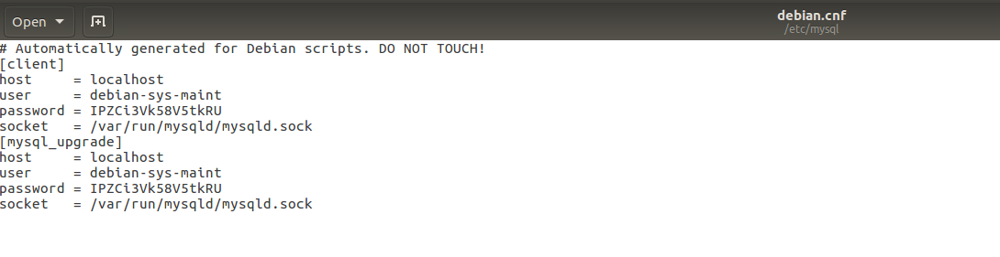 Open
debian.cnf
/etc/mysql
# Automatically generated for Debian scripts. DO NOT TOUCH!
[client]
host     = localhost
user     = debian-sys-maint
password = IPZCi3Vk58V5tkRU
socket   = /var/run/mysqld/mysqld.sock
[mysql_upgrade]
host     = localhost
user     = debian-sys-maint
password = IPZCi3Vk58V5tkRU
socket   = /var/run/mysqld/mysqld.sock